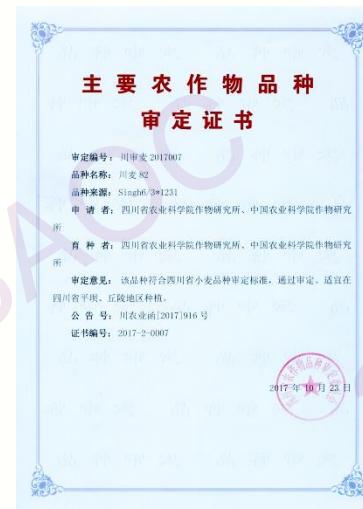 主要农作物品种
审定证书
审定编号：川审麦2017007
品种名称：川麦82
品种来源：Singh6/3*1231
申请者：四川省农业科学院作物研究所、中国农业科学院作物研究
所
育种者：四川省农业科学院作物研究所、中国农业科学院作物研究
所
审定意见：该品种符合四川省小麦品种审定标准，通过审定。适宜在
四川省平坝、丘陵地区种植。
公告号：川农业函[2017]916号
证书编号：2017-2-0007
2017年10月23日